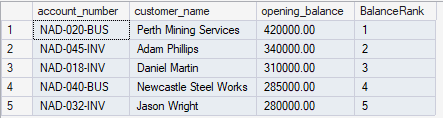 account_number customer_name opening_balance BalanceRank
1 NAD-020-BUS Perth Mining Services 420000.00 1
2 NAD-045-INV Adam Phillips 340000.00 2
3 NAD-018-INV Daniel Martin 310000.00 3
4 NAD-040-BUS Newcastle Steel Works 285000.00 4
5 NAD-032-INV Jason Wright 280000.00 5